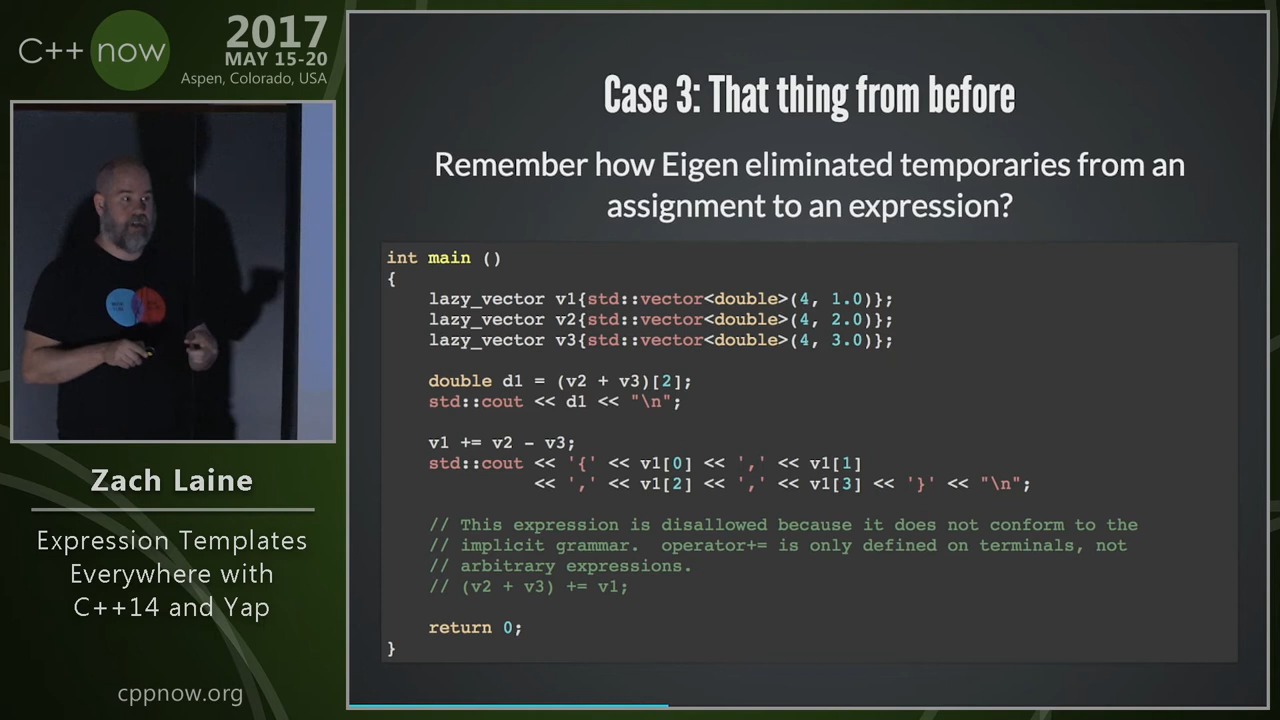 C++ now
2017
MAY 15-20
Aspen, Colorado, USA
Zach Laine
Expression Templates
Everywhere with
C++14 and Yap
cppnow.org
Case 3: That thing from before
Remember how Eigen eliminated temporaries from an
assignment to an expression?
int main ()
{
    lazy_vector v1{std::vector<double>(4, 1.0)};
    lazy_vector v2{std::vector<double>(4, 2.0)};
    lazy_vector v3{std::vector<double>(4, 3.0)};
    double d1 = (v2 + v3)[2];
    std::cout << d1 << "\n";
    v1 += v2 - v3;
    std::cout << '{' << v1[0] << ',' << v1[1]
              << ',' << v1[2] << ',' << v1[3] << '}' << "\n";
    // This expression is disallowed because it does not conform to the
    // implicit grammar.  operator+= is only defined on terminals, not
    // arbitrary expressions.
    // (v2 + v3) += v1;
    return 0;
}